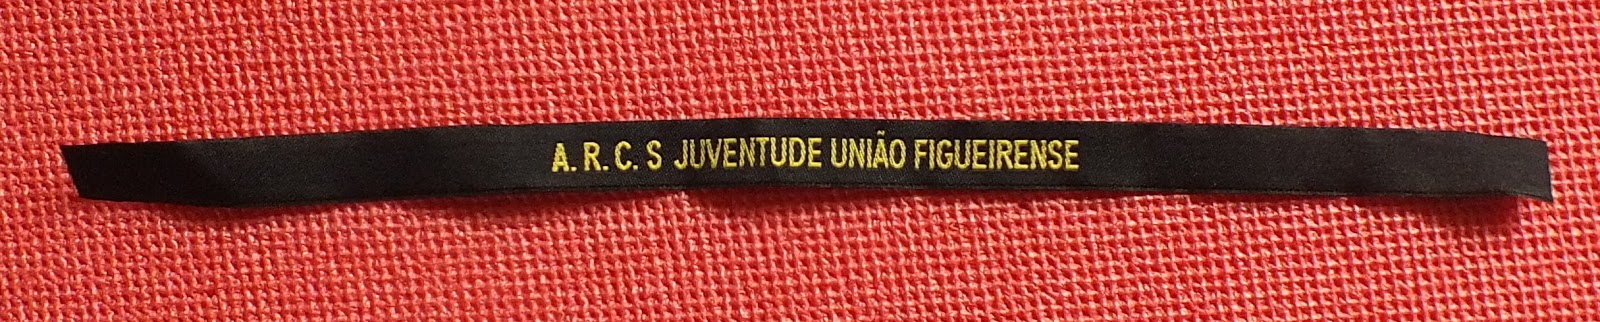 A. R. C. S JUVENTUDE UNIÃO FIGUEIRENSE